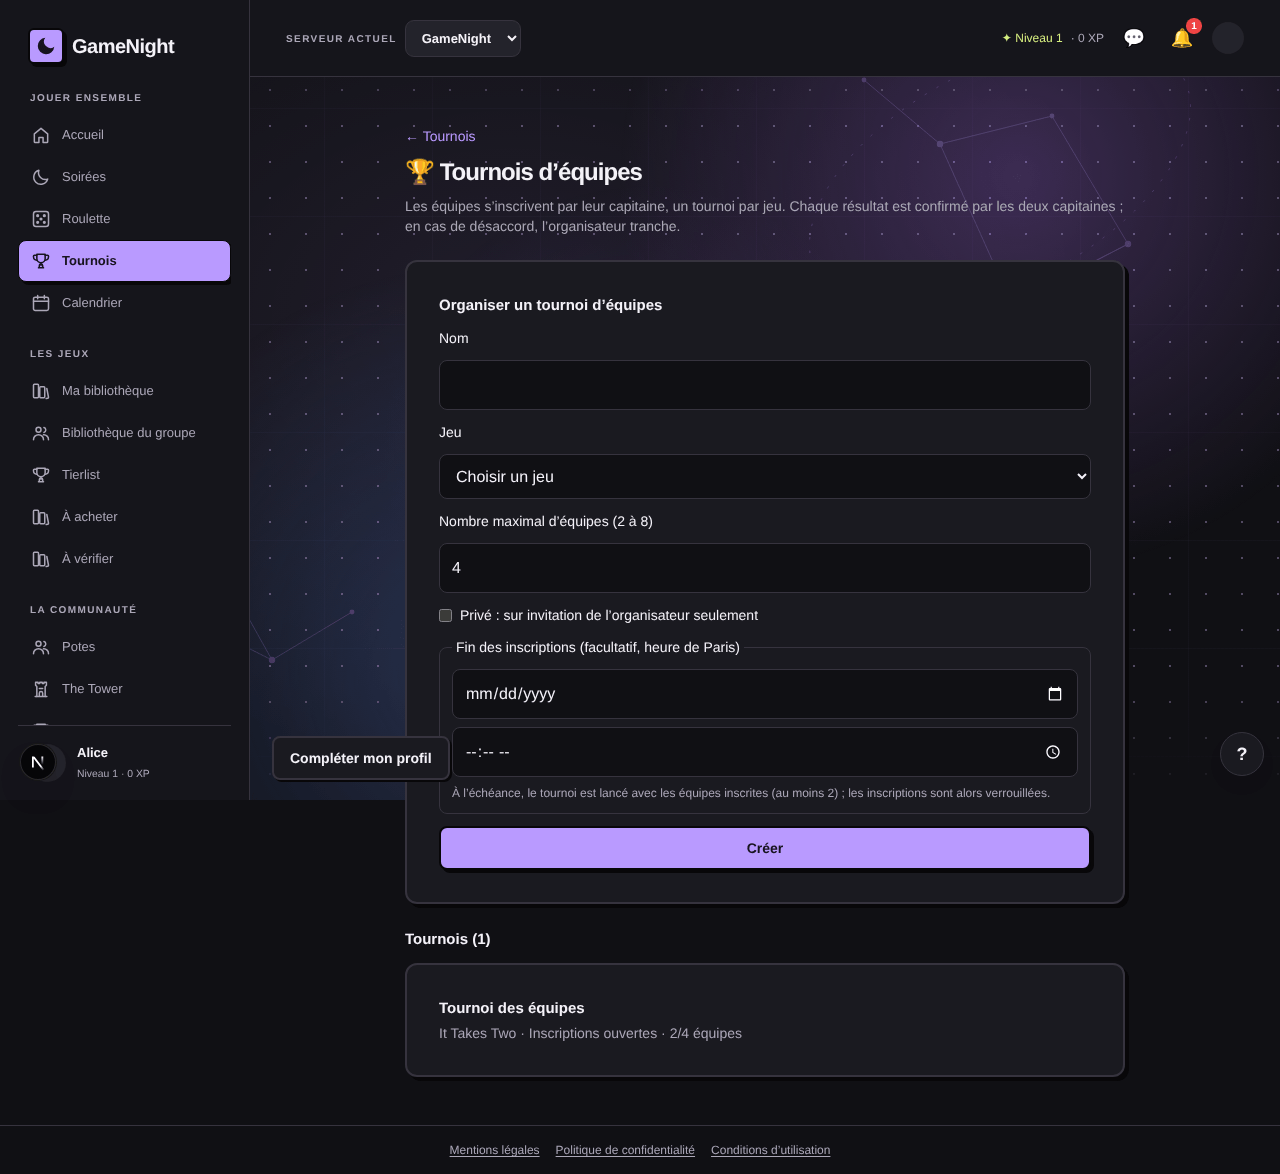 GameNight
SERVEUR ACTUEL GameNight
✦ Niveau 1 · 0 XP
1
JOUER ENSEMBLE
Accueil
Soirées
Roulette
Tournois
Calendrier
LES JEUX
Ma bibliothèque
Bibliothèque du groupe
Tierlist
À acheter
À vérifier
LA COMMUNAUTÉ
Potes
The Tower
N
Alice
Niveau 1 · 0 XP
← Tournois
🏆 Tournois d’équipes
Les équipes s’inscrivent par leur capitaine, un tournoi par jeu. Chaque résultat est confirmé par les deux capitaines ;
en cas de désaccord, l’organisateur tranche.
Organiser un tournoi d’équipes
Nom
Jeu
Choisir un jeu
Nombre maximal d’équipes (2 à 8)
4
Privé : sur invitation de l’organisateur seulement
Fin des inscriptions (facultatif, heure de Paris)
mm/dd/yyyy
--:-- --
À l’échéance, le tournoi est lancé avec les équipes inscrites (au moins 2) ; les inscriptions sont alors verrouillées.
Compléter mon profil
?
Créer
Tournois (1)
Tournoi des équipes
It Takes Two · Inscriptions ouvertes · 2/4 équipes
Mentions légales Politique de confidentialité Conditions d’utilisation